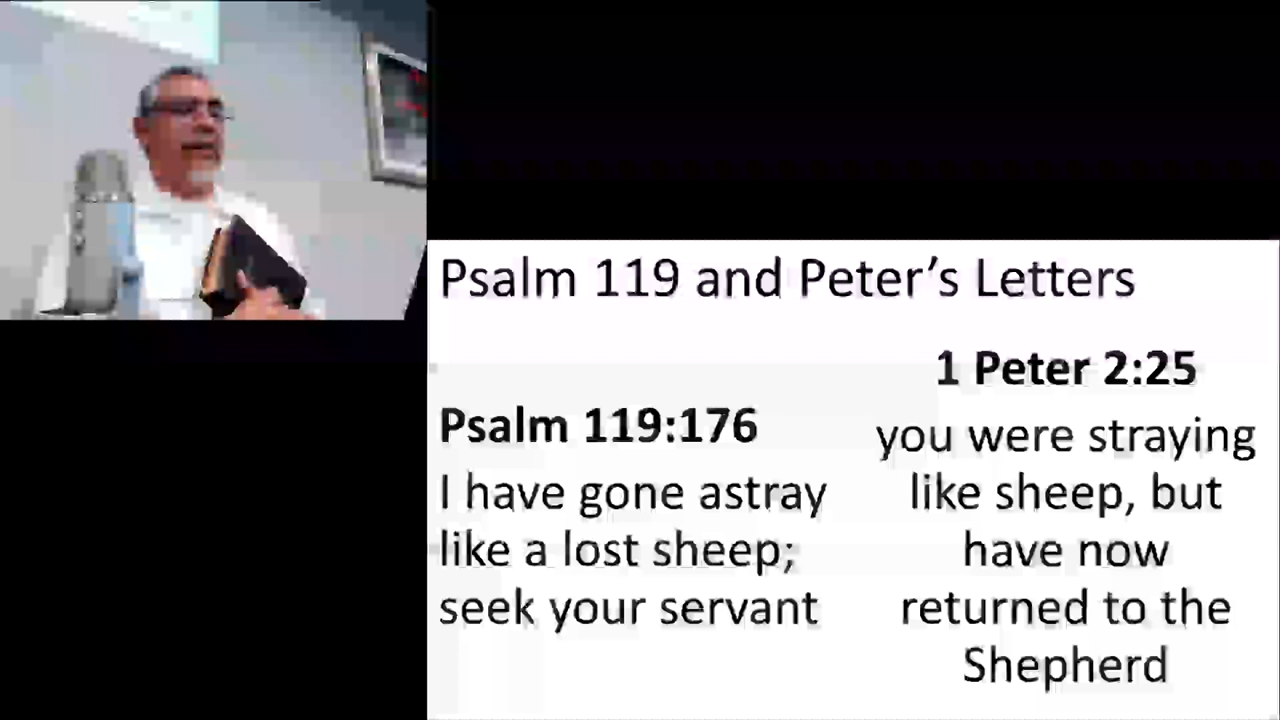 Psalm 119 and Peter’s Letters
Psalm 119:176
I have gone astray
like a lost sheep;
seek your servant
1 Peter 2:25
you were straying
like sheep, but
have now
returned to the
Shepherd